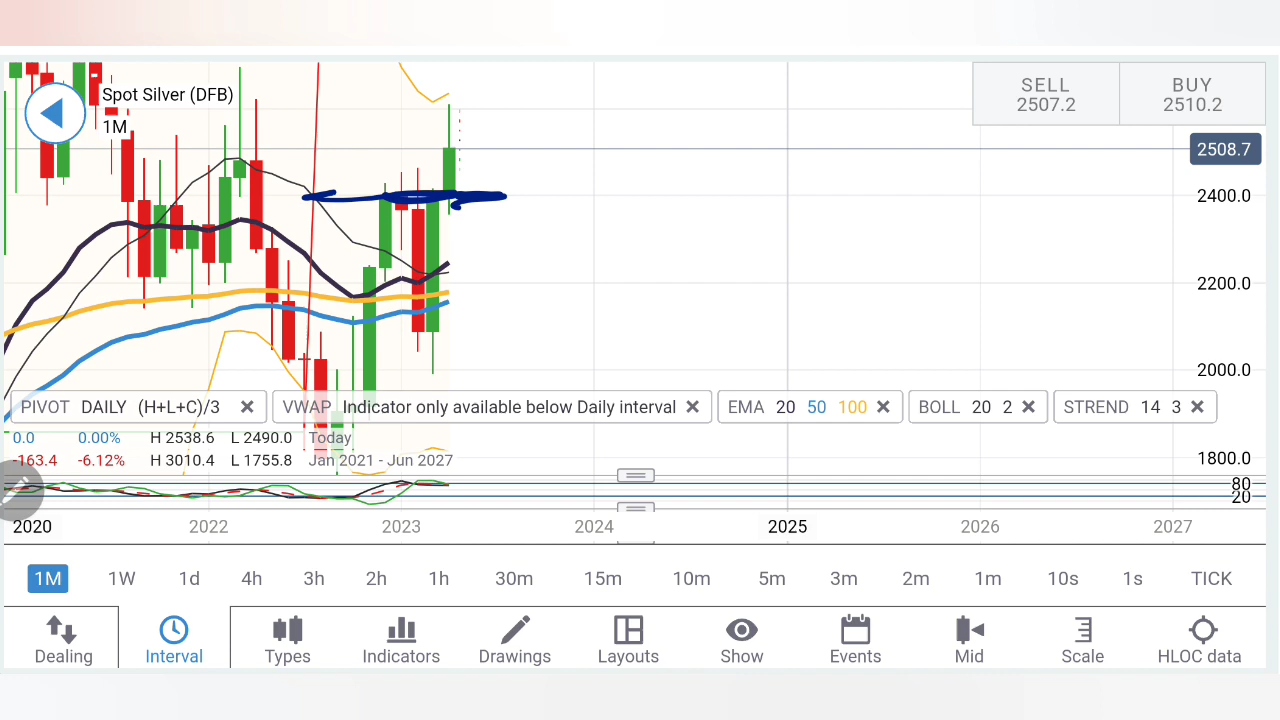 Spot Silver (DFB)
1M
SELL
2507.2
BUY
2510.2
2508.7
2400.0
2200.0
2000.0
PIVOT DAILY (H+L+C)/3
VWAP Indicator only available below Daily interval
EMA 20 50 100
BOLL 20 2
STREND 14 3
0.0 0.00% H 2538.6 L 2490.0 Today
-163.4 -6.12% H 3010.4 L 1755.8 Jan 2021 - Jun 2027
1800.0
80
20
2020 2022 2023 2024 2025 2026 2027
1M 1W 1d 4h 3h 2h 1h 30m 15m 10m 5m 3m 2m 1m 10s 1s TICK
Dealing Interval Types Indicators Drawings Layouts Show Events Mid Scale HLOC data